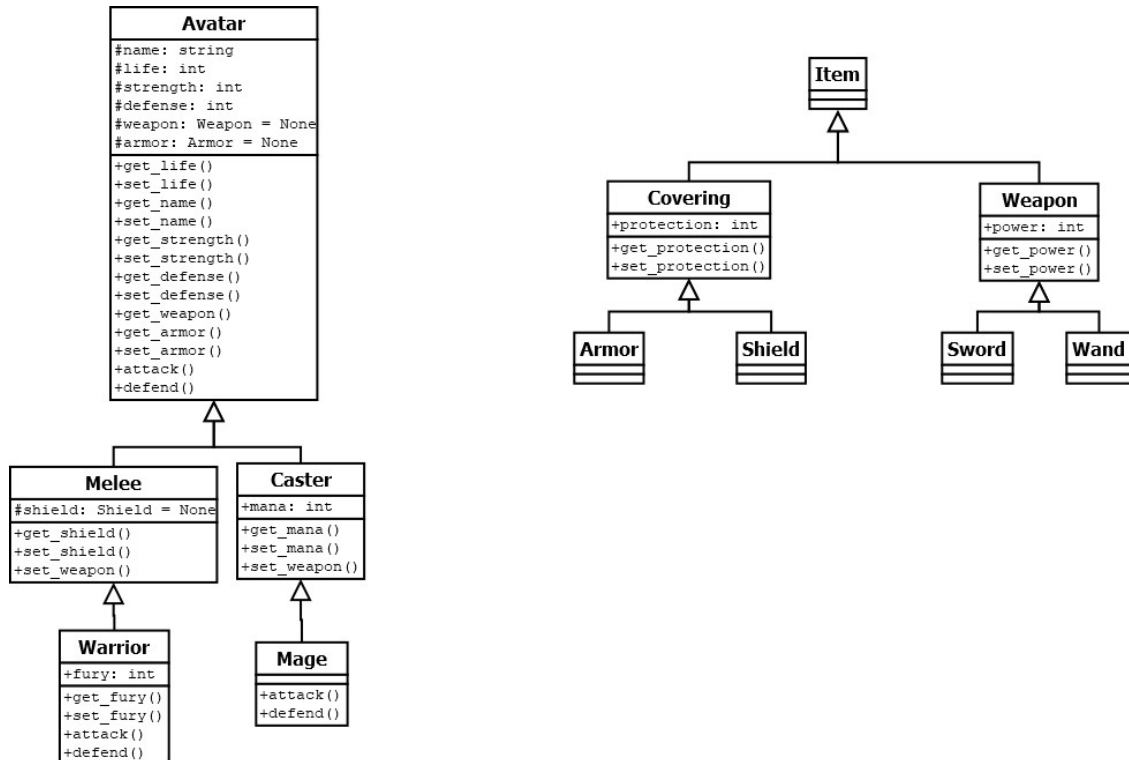 Avatar
#name: string
#life: int
#strength: int
#defense: int
#weapon: Weapon = None
#armor: Armor = None
+get_life()
+set_life()
+get_name()
+set_name()
+get_strength()
+set_strength()
+get_defense()
+set_defense()
+get_weapon()
+get_armor()
+set_armor()
+attack()
+defend()
Melee
#shield: Shield = None
+get_shield()
+set_shield()
+set_weapon()
Caster
+mana: int
+get_mana()
+set_mana()
+set_weapon()
Warrior
+fury: int
+get_fury()
+set_fury()
+attack()
+defend()
Mage
+attack()
+defend()
Item
Covering
+protection: int
+get_protection()
+set_protection()
Weapon
+power: int
+get_power()
+set_power()
Armor
Shield
Sword
Wand